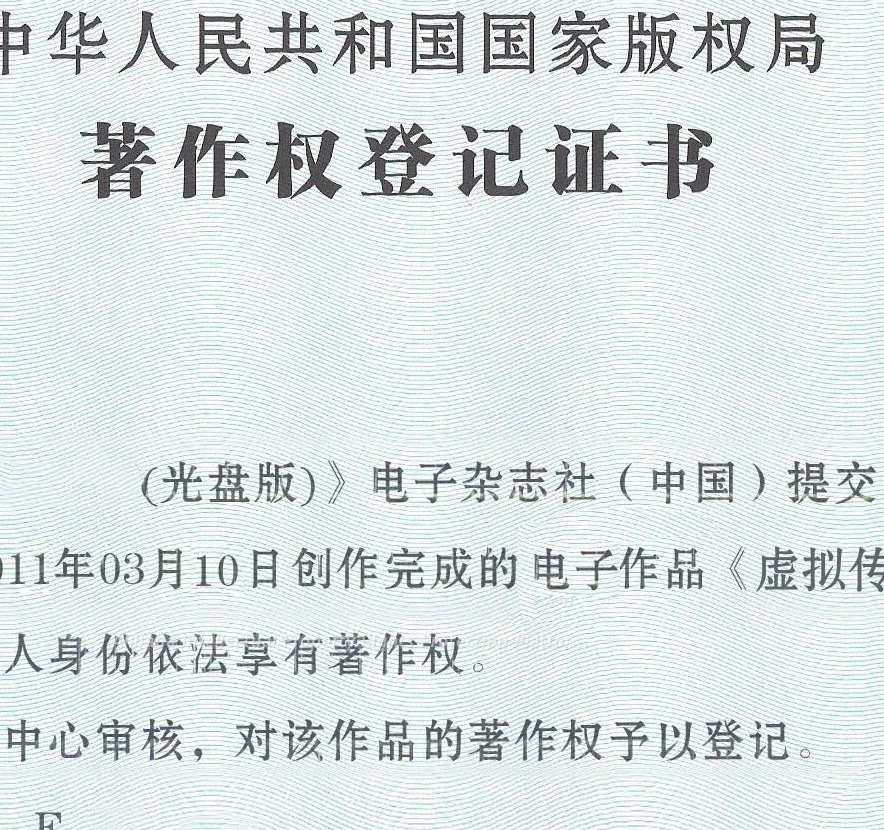 中华人民共和国国家版权局
著作权登记证书
(光盘版)》电子杂志社（中国）提交
011年03月10日创作完成的 电子作品《虚拟传
人身份依法享有著作权。
中心审核，对该作品的著作权予以登记。